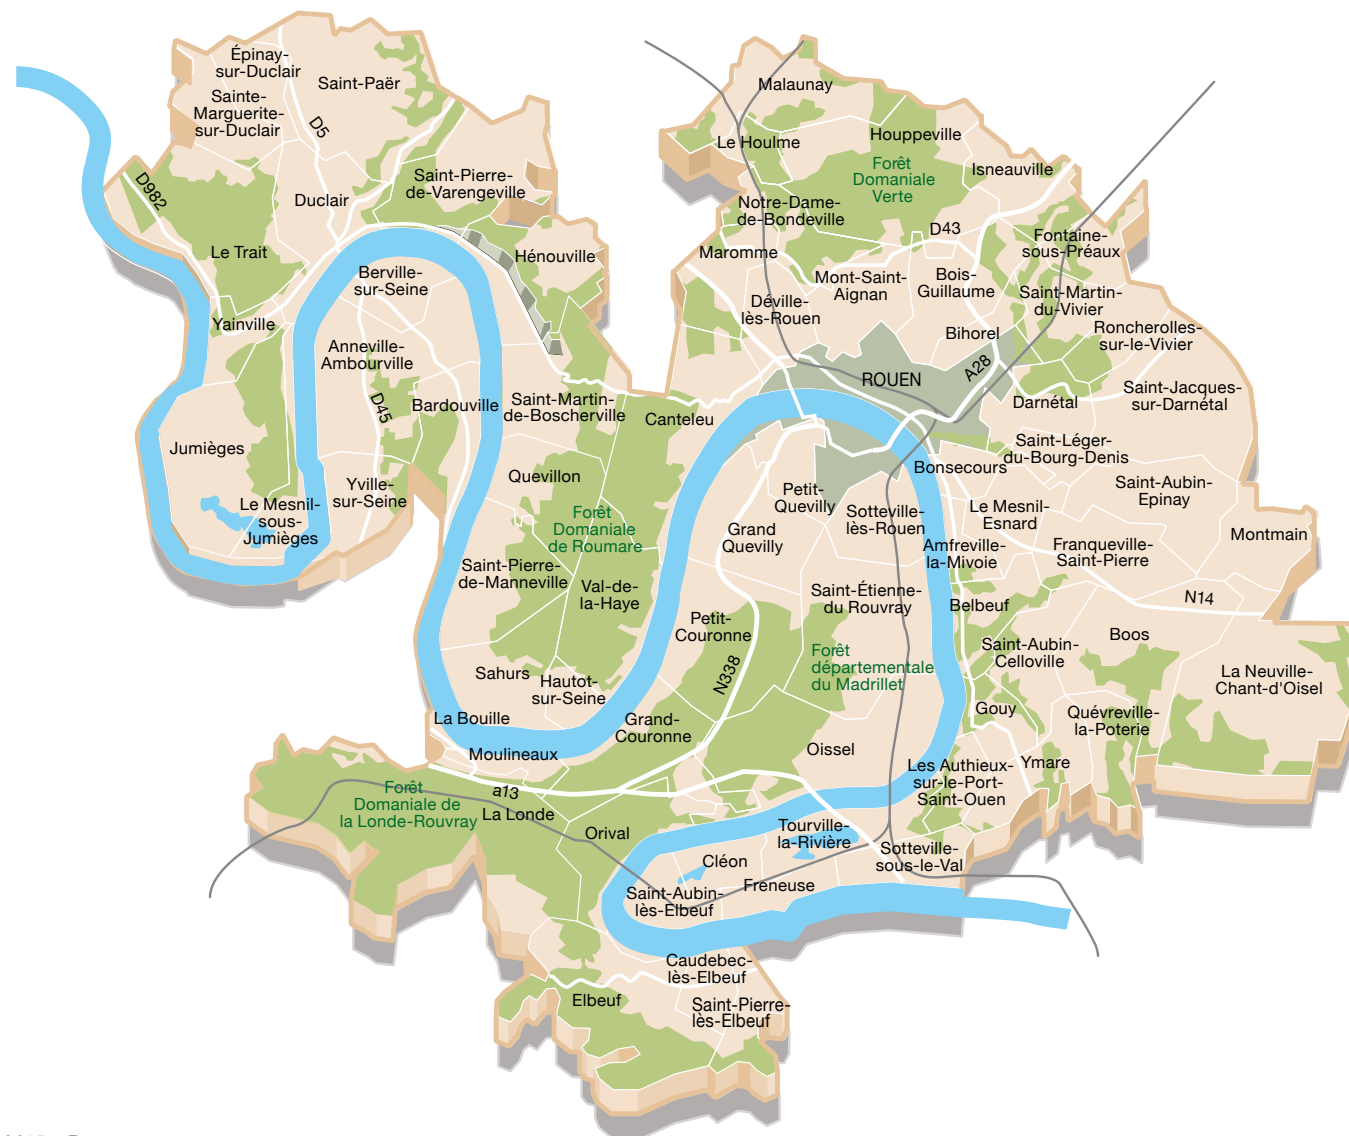 Épinay-
sur-Duclair
Saint-Paër
Sainte-
Marguerite-
sur-Duclair
D5
D982
Duclair
Saint-Pierre-
de-Varengeville
Le Trait
Hénouville
Berville-
sur-Seine
Yainville
Anneville-
Ambourville
D45
Bardouville
Saint-Martin-
de-Boscherville
Canteleu
Jumièges
Quevillon
Le Mesnil-
sous-
Jumièges
Yville-
sur-Seine
Forêt
Domaniale
de Roumare
Saint-Pierre-
de-Manneville
Val-de-
la-Haye
Sahurs
Hautot-
sur-Seine
La Bouille
Moulineaux
Malaunay
Le Houlme
Houppeville
Forêt
Domaniale
Verte
Isneauville
Notre-Dame-
de-Bondeville
Maromme
D43
Fontaine-
sous-Préaux
Mont-Saint-
Aignan
Bois-
Guillaume
Déville-
lès-Rouen
Saint-Martin-
du-Vivier
Bihorel
Roncherolles-
sur-le-Vivier
ROUEN
A28
Darnétal
Saint-Jacques-
sur-Darnétal
Saint-Léger-
du-Bourg-Denis
Bonsecours
Petit-
Quevilly
Sotteville-
lès-Rouen
Le Mesnil-
Esnard
Saint-Aubin-
Epinay
Montmain
Grand
Quevilly
Amfreville-
la-Mivoie
Franqueville-
Saint-Pierre
N14
Saint-Étienne-
du Rouvray
Belbeuf
Boos
Petit-
Couronne
Forêt
départementale
du Madrillet
Saint-Aubin-
Celloville
La Neuville-
Chant-d'Oisel
N338
Gouy
Quévreville-
la-Poterie
Grand-
Couronne
Oissel
Les Authieux-
sur-le-Port-
Saint-Ouen
Ymare
Forêt
Domaniale de
la Londe-Rouvray
a13
La Londe
Orival
Tourville-
la-Rivière
Sotteville-
sous-le-Val
Cléon
Freneuse
Saint-Aubin-
lès-Elbeuf
Caudebec-
lès-Elbeuf
Elbeuf
Saint-Pierre-
lès-Elbeuf